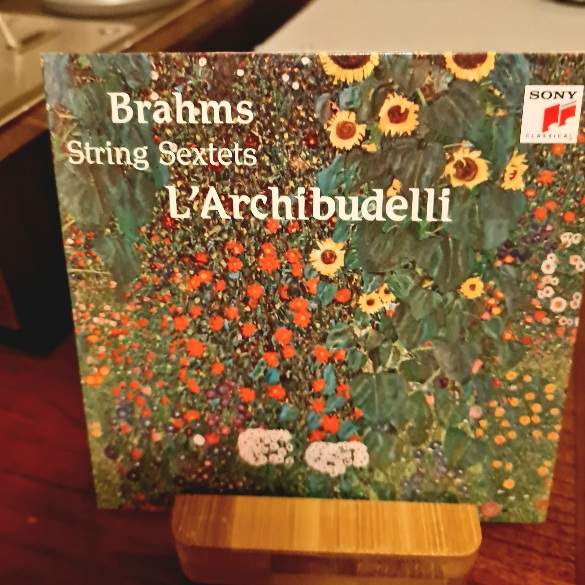 Brahms
String Sextets
L'Archibudelli
SONY
CLASSICAL